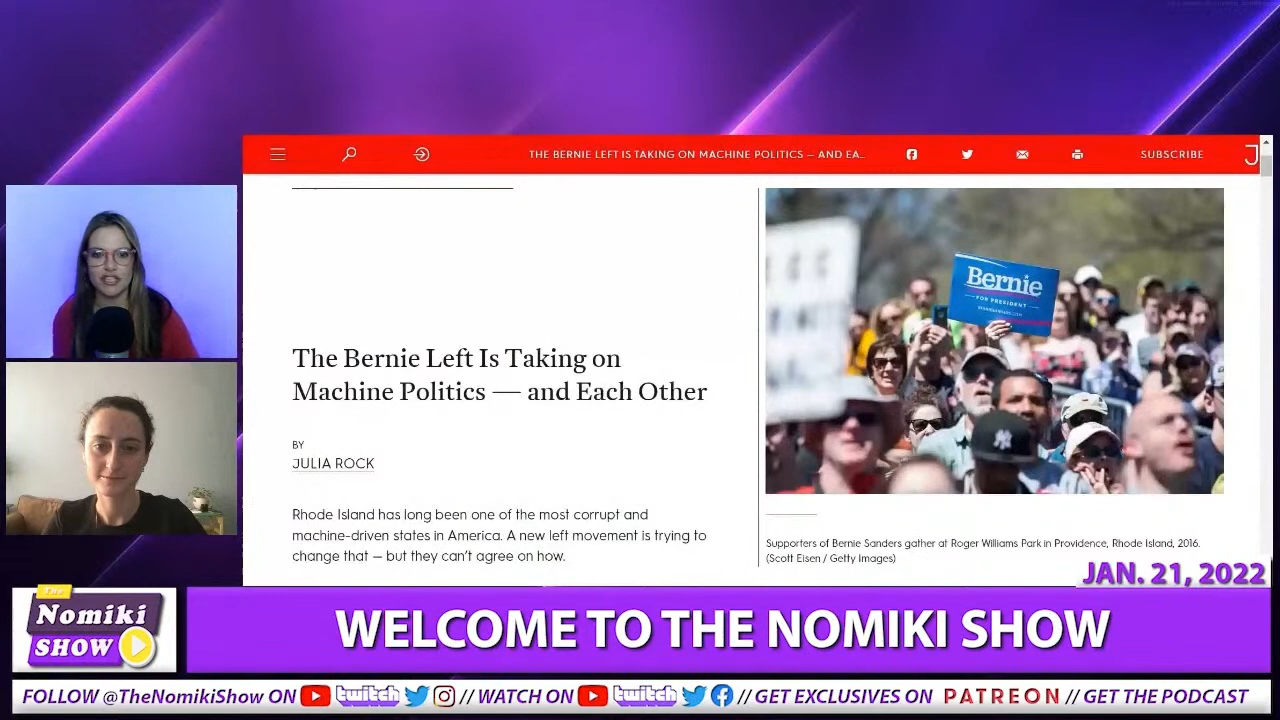 THE BERNIE LEFT IS TAKING ON MACHINE POLITICS — AND EA...
SUBSCRIBE
J
Bernie
FOR PRESIDENT
The Bernie Left Is Taking on
Machine Politics — and Each Other
BY
JULIA ROCK
Rhode Island has long been one of the most corrupt and
machine-driven states in America. A new left movement is trying to
change that — but they can't agree on how.
Supporters of Bernie Sanders gather at Roger Williams Park in Providence, Rhode Island, 2016.
(Scott Eisen / Getty Images)
JAN. 21, 2022
The
Nomiki
SHOW
WELCOME TO THE NOMIKI SHOW
FOLLOW @TheNomikiShow ON twitch // WATCH ON twitch // GET EXCLUSIVES ON PATREON // GET THE PODCAST